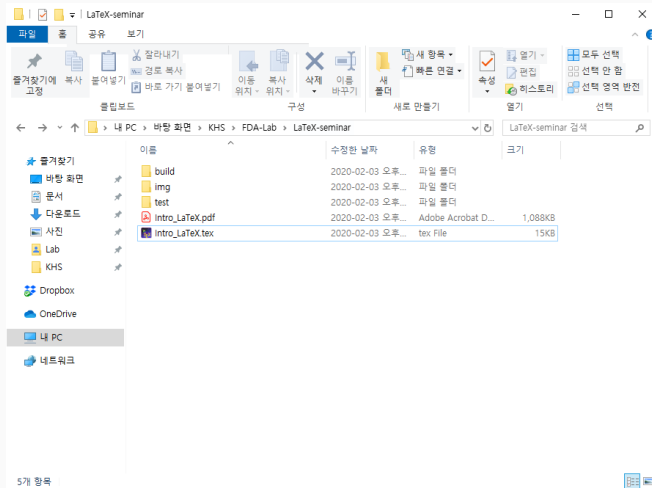 LaTeX-seminar
파일 홈 공유 보기
즐겨찾기에 고정
복사
붙여넣기
잘라내기
경로 복사
바로 가기 붙여넣기
클립보드
이동 위치
복사 위치
삭제
이름 바꾸기
구성
새 폴더
새 항목
빠른 연결
새로 만들기
속성
열기
편집
히스토리
열기
모두 선택
선택 안 함
선택 영역 반전
선택
내 PC > 바탕 화면 > KHS > FDA-Lab > LaTeX-seminar
LaTeX-seminar 검색
이름 수정한 날짜 유형 크기
즐겨찾기
바탕 화면
문서
다운로드
사진
Lab
KHS
Dropbox
OneDrive
내 PC
네트워크
build 2020-02-03 오후... 파일 폴더
img 2020-02-03 오후... 파일 폴더
test 2020-02-03 오후... 파일 폴더
Intro_LaTeX.pdf 2020-02-03 오후... Adobe Acrobat D... 1,088KB
Intro_LaTeX.tex 2020-02-03 오후... tex File 15KB
5개 항목